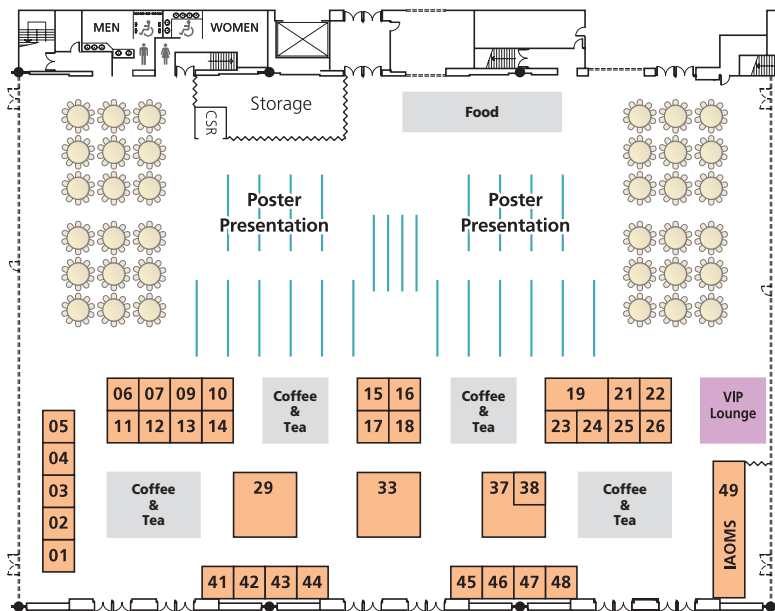 MEN
WOMEN
Storage
CSR
Food
Poster
Presentation
Poster
Presentation
06 07 09 10
11 12 13 14
Coffee
&
Tea
15 16
17 18
Coffee
&
Tea
19 21 22
23 24 25 26
VIP
Lounge
05
04
03
02
01
Coffee
&
Tea
29
33
37 38
Coffee
&
Tea
49
IAOMS
41 42 43 44
45 46 47 48